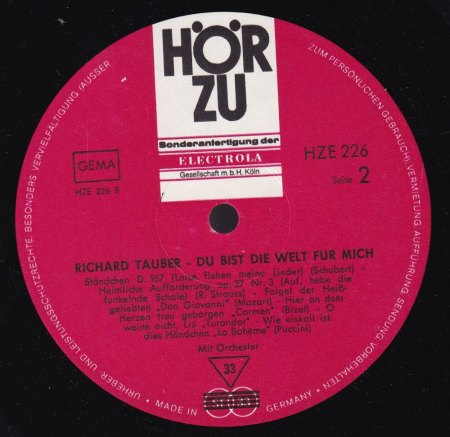 HÖR
ZU
Sonderanfertigung der
ELECTROLA
Gesellschaft m.b.H. Köln
GEMA
HZE 226 B
HZE 226
Seite 2
RICHARD TAUBER - DU BIST DIE WELT FÜR MICH
Ständchen D. 957 (Leise flehen meine Lieder) (Schubert) -
Heimliche Aufforderung op. 27 Nr. 3 (Auf, hebe die
funkelnde Schale) (R. Strauss) - Folget der Heiß-
geliebten „Don Giovanni" (Mozart) - Hier an dem
Herzen treu geborgen „Carmen" (Bizet) - O
weine nicht, Liu „Turandot" - Wie eiskalt ist
dies Händchen „La Bohème" (Puccini)
Mit Orchester
33
stereo
URHEBER- UND LEISTUNGSSCHUTZRECHTE, BESONDERS VERVIELFÄLTIGUNG (AUSSER
ZUM PERSÖNLICHEN GEBRAUCH), VERMIETUNG, AUFFÜHRUNG, SENDUNG VORBEHALTEN
• MADE IN GERMANY •